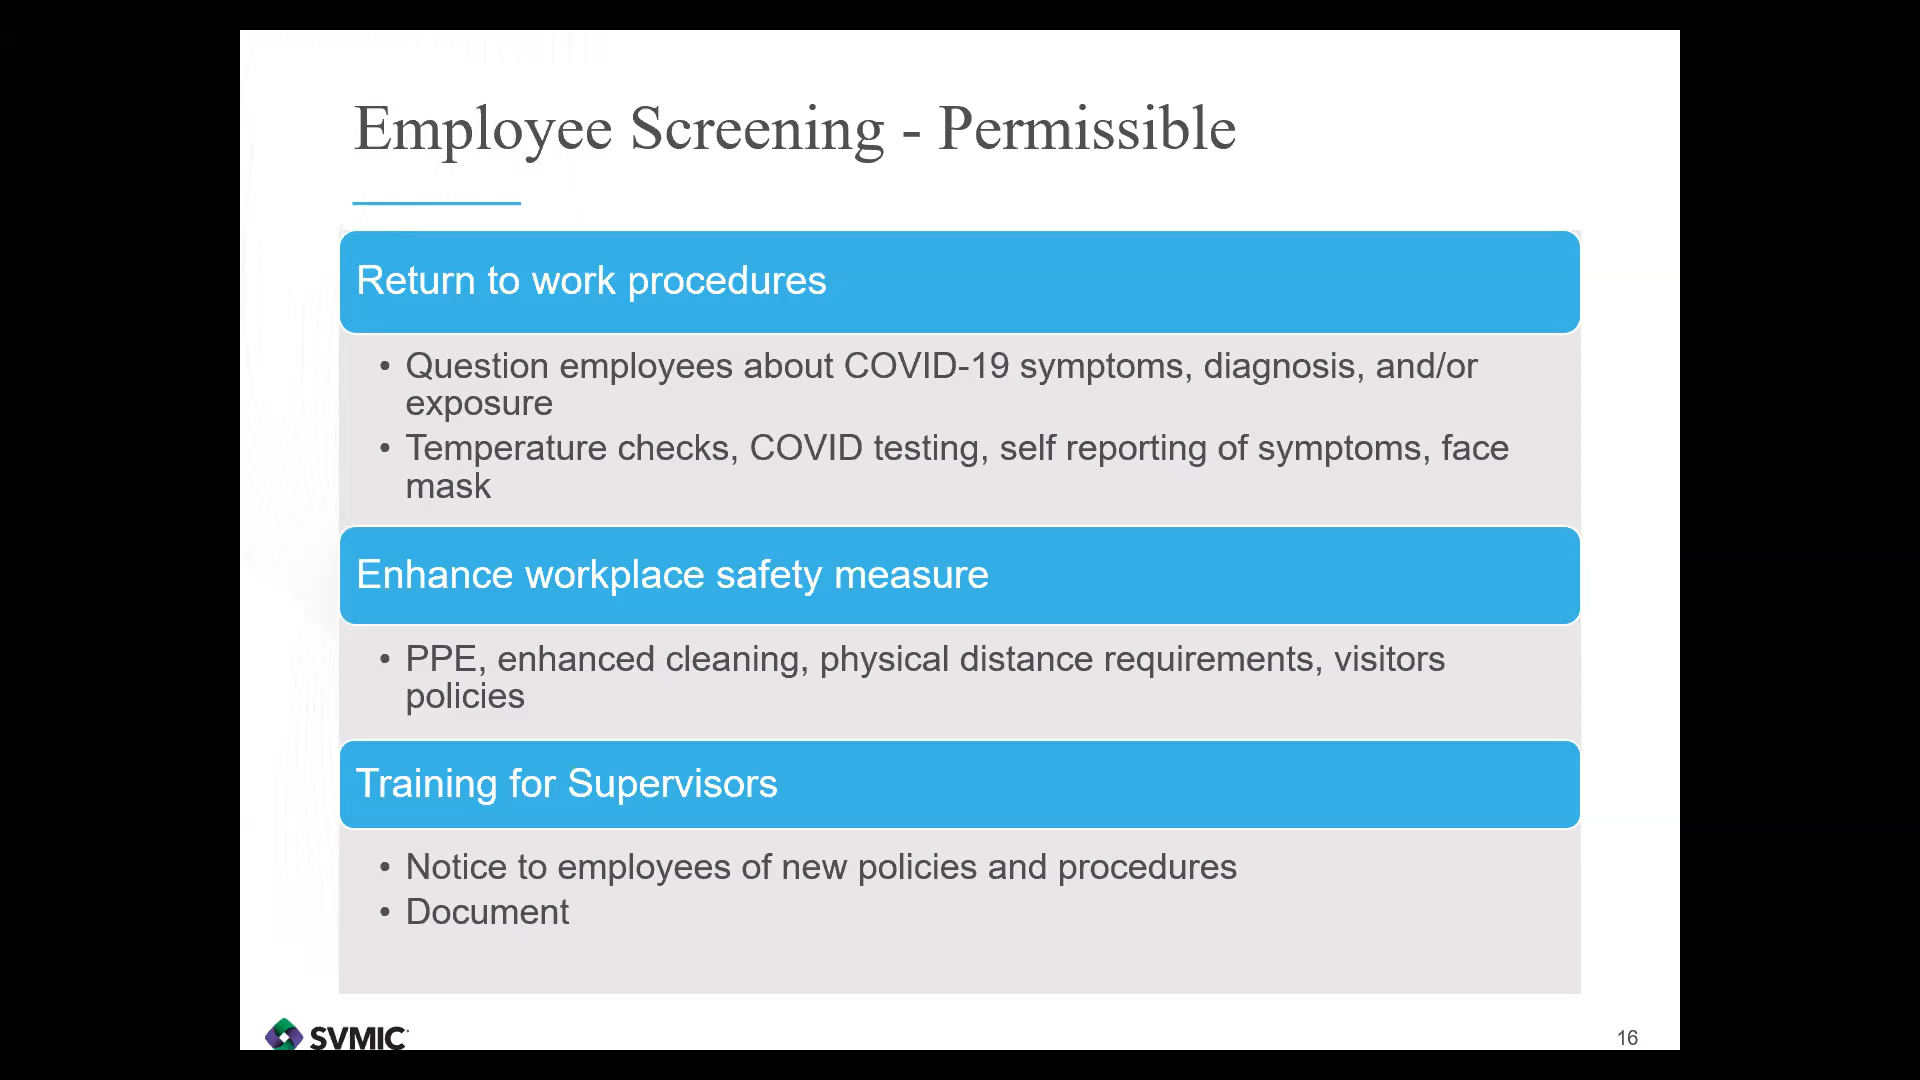 Employee Screening - Permissible
Return to work procedures
• Question employees about COVID-19 symptoms, diagnosis, and/or
exposure
• Temperature checks, COVID testing, self reporting of symptoms, face
mask
Enhance workplace safety measure
• PPE, enhanced cleaning, physical distance requirements, visitors
policies
Training for Supervisors
• Notice to employees of new policies and procedures
• Document
SVMIC
16